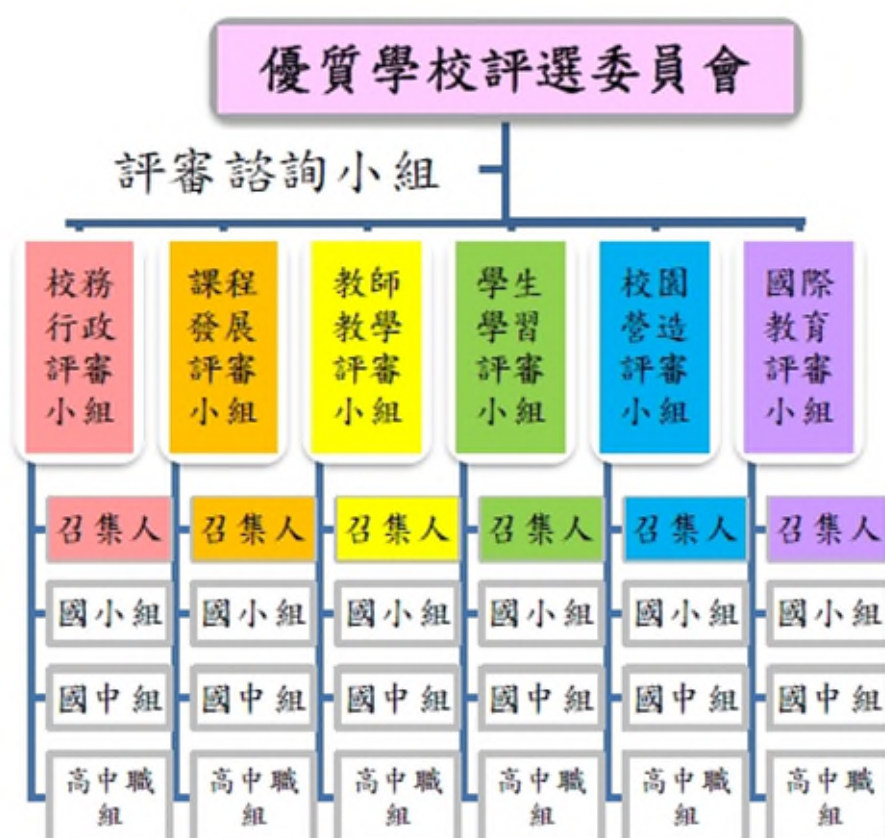 優質學校評選委員會
評審諮詢小組
校務
行政
評審
小組
課程
發展
評審
小組
教師
教學
評審
小組
學生
學習
評審
小組
校園
營造
評審
小組
國際
教育
評審
小組
召集人 召集人 召集人 召集人 召集人 召集人
國小組 國小組 國小組 國小組 國小組 國小組
國中組 國中組 國中組 國中組 國中組 國中組
高中職 高中職 高中職 高中職 高中職 高中職
組 組 組 組 組 組